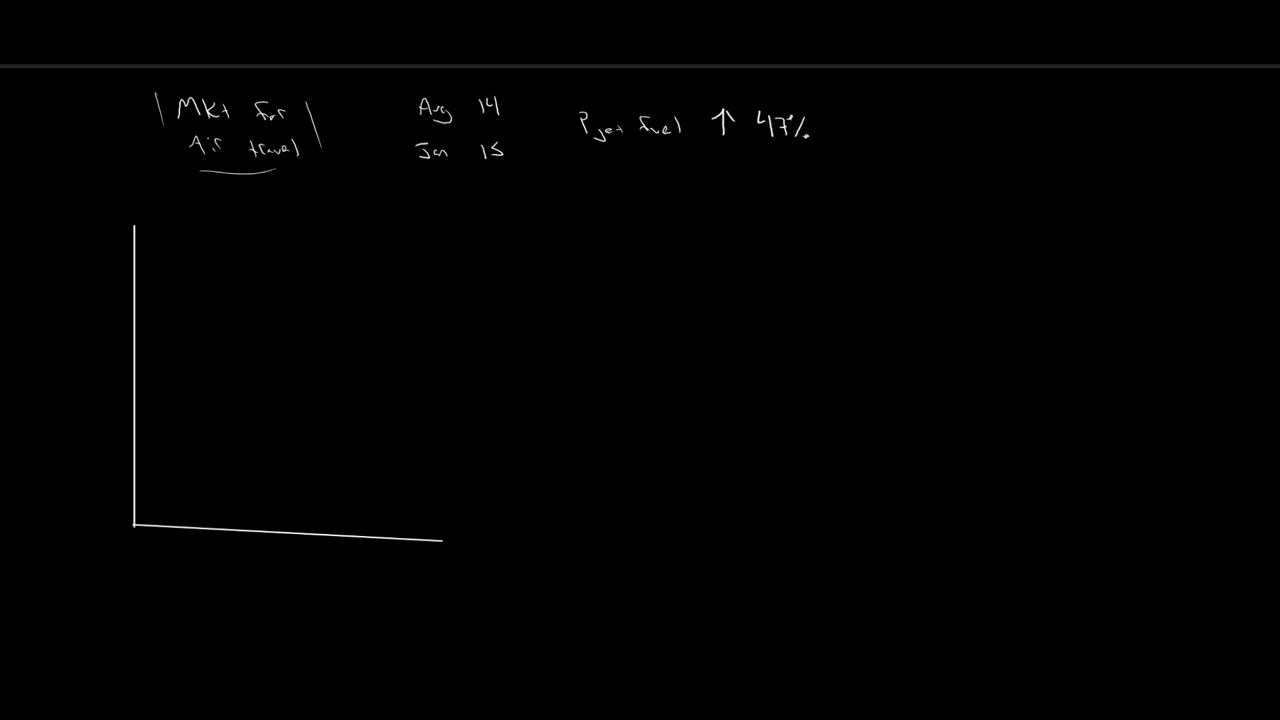 Mkt for
Air travel
Aug 14
Jan 15
P jet fuel ↑ 47%